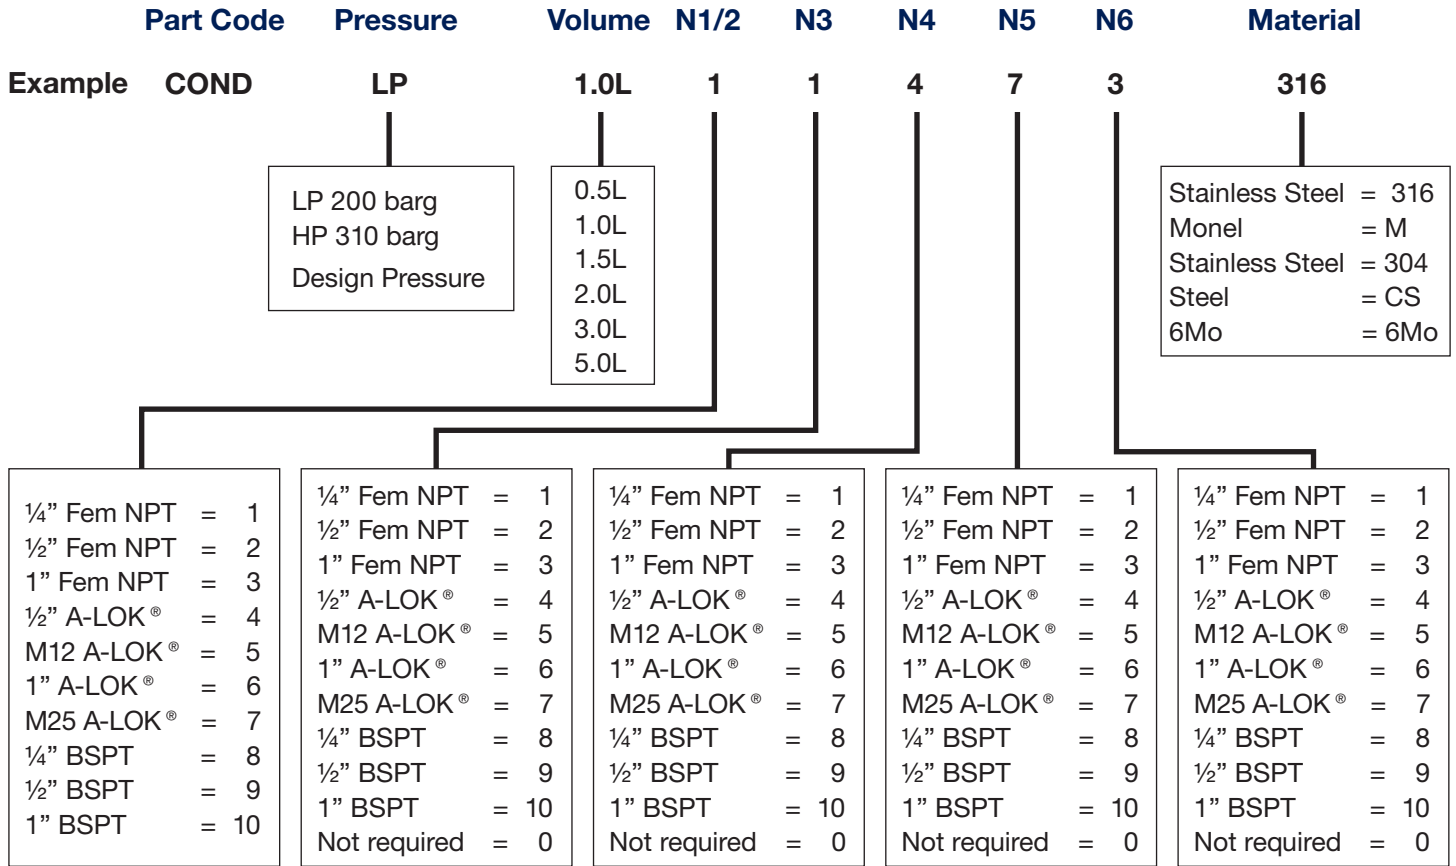 Part Code Pressure Volume N1/2 N3 N4 N5 N6 Material
Example COND LP 1.0L 1 1 4 7 3 316
LP 200 barg
HP 310 barg
Design Pressure
0.5L
1.0L
1.5L
2.0L
3.0L
5.0L
Stainless Steel = 316
Monel = M
Stainless Steel = 304
Steel = CS
6Mo = 6Mo
¼” Fem NPT = 1
½” Fem NPT = 2
1” Fem NPT = 3
½” A-LOK® = 4
M12 A-LOK® = 5
1” A-LOK® = 6
M25 A-LOK® = 7
¼” BSPT = 8
½” BSPT = 9
1” BSPT = 10
¼” Fem NPT = 1
½” Fem NPT = 2
1” Fem NPT = 3
½” A-LOK® = 4
M12 A-LOK® = 5
1” A-LOK® = 6
M25 A-LOK® = 7
¼” BSPT = 8
½” BSPT = 9
1” BSPT = 10
Not required = 0
¼” Fem NPT = 1
½” Fem NPT = 2
1” Fem NPT = 3
½” A-LOK® = 4
M12 A-LOK® = 5
1” A-LOK® = 6
M25 A-LOK® = 7
¼” BSPT = 8
½” BSPT = 9
1” BSPT = 10
Not required = 0
¼” Fem NPT = 1
½” Fem NPT = 2
1” Fem NPT = 3
½” A-LOK® = 4
M12 A-LOK® = 5
1” A-LOK® = 6
M25 A-LOK® = 7
¼” BSPT = 8
½” BSPT = 9
1” BSPT = 10
Not required = 0
¼” Fem NPT = 1
½” Fem NPT = 2
1” Fem NPT = 3
½” A-LOK® = 4
M12 A-LOK® = 5
1” A-LOK® = 6
M25 A-LOK® = 7
¼” BSPT = 8
½” BSPT = 9
1” BSPT = 10
Not required = 0